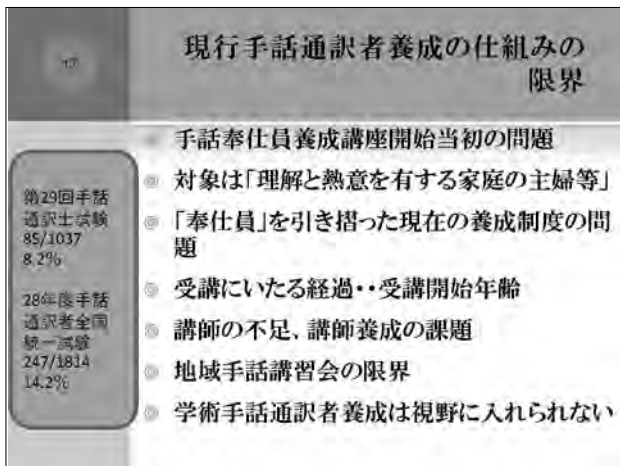 17
現行手話通訳者養成の仕組みの
限界
手話奉仕員養成講座開始当初の問題
対象は「理解と熱意を有する家庭の主婦等」
「奉仕員」を引き摺った現在の養成制度の問
題
受講にいたる経過・・受講開始年齢
講師の不足、講師養成の課題
地域手話講習会の限界
学術手話通訳者養成は視野に入れられない
第29回手話
通訳士試験
85/1037
8.2%
28年度手話
通訳者全国
統一試験
247/1814
14.2%